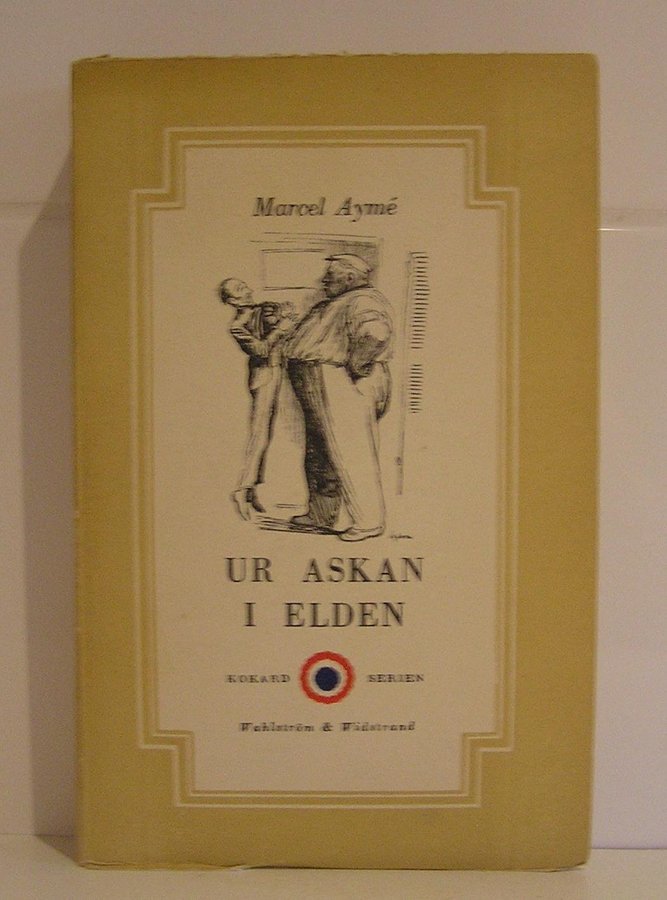 Marcel Aymé
UR ASKAN
I ELDEN
KOKARD SERIEN
Wahlström & Widstrand